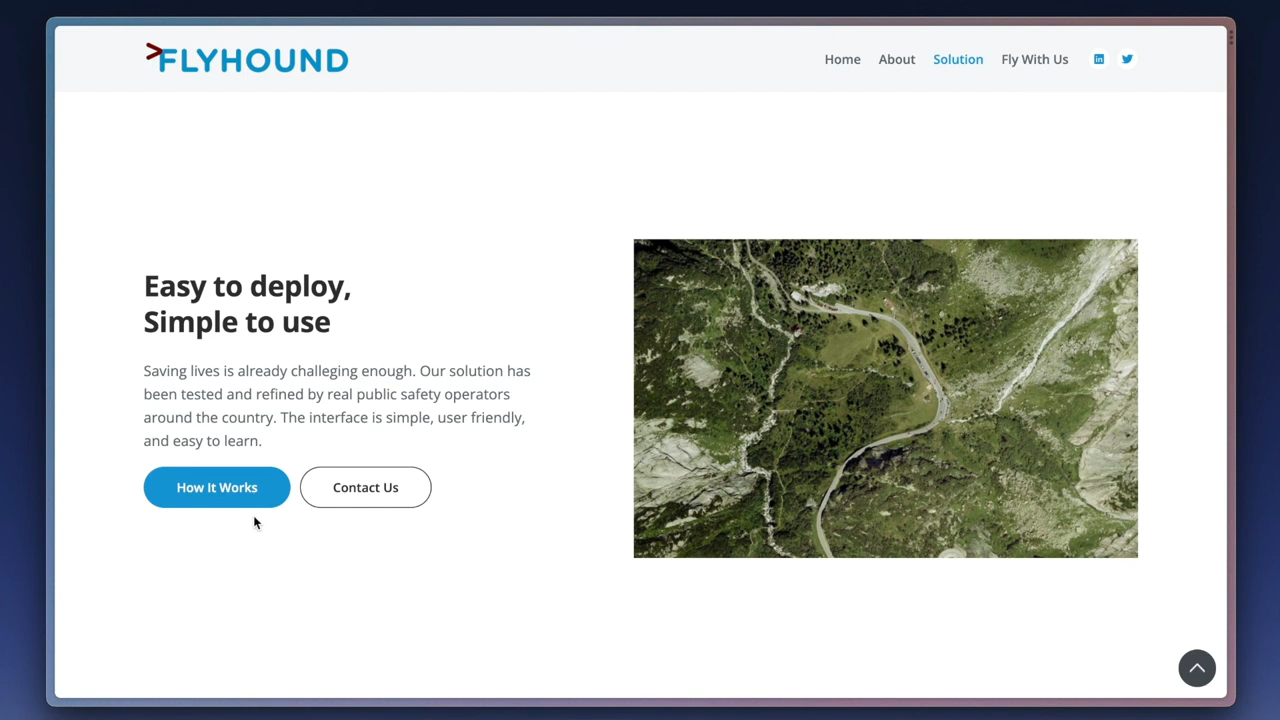 FLYHOUND
Home About Solution Fly With Us
Easy to deploy,
Simple to use
Saving lives is already challeging enough. Our solution has
been tested and refined by real public safety operators
around the country. The interface is simple, user friendly,
and easy to learn.
How It Works Contact Us